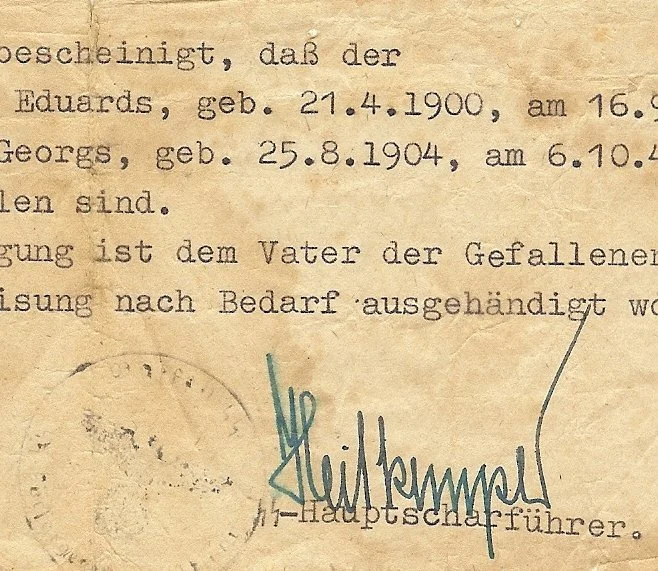 bescheinigt, daß der
Eduards, geb. 21.4.1900, am 16.9
Georgs, geb. 25.8.1904, am 6.10.4
len sind.
gung ist dem Vater der Gefallenen
isung nach Bedarf ausgehändigt wo
ᛋᛋ-Hauptscharführer.